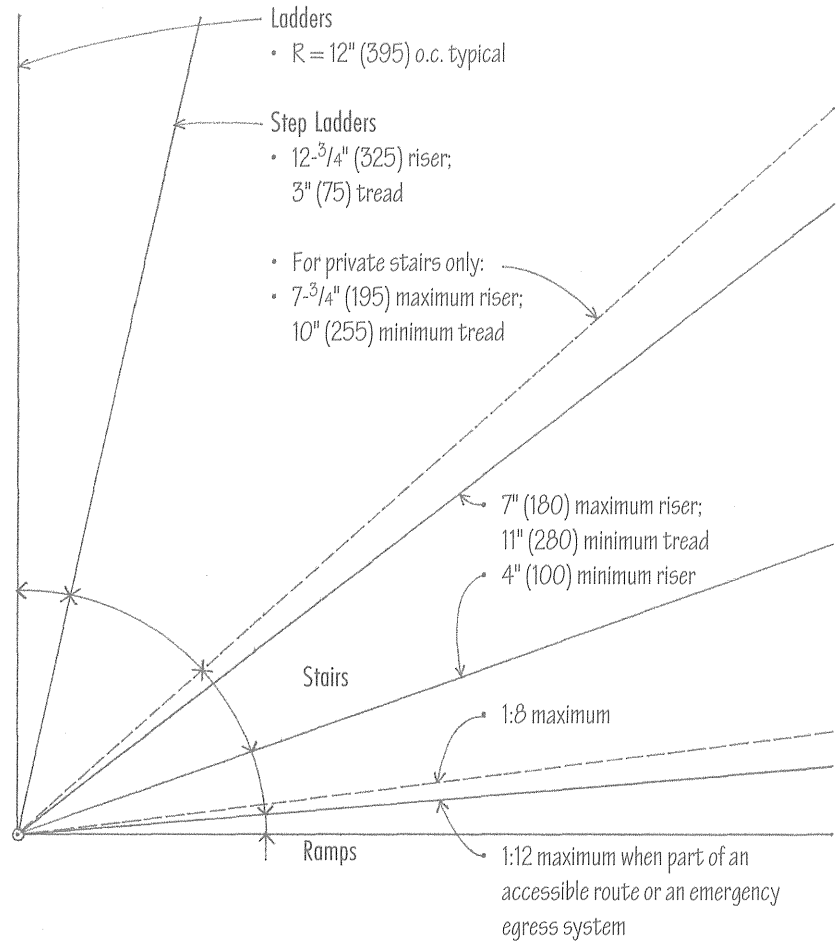 Ladders
• R = 12" (395) o.c. typical
Step Ladders
• 12-3/4" (325) riser;
3" (75) tread
• For private stairs only:
• 7-3/4" (195) maximum riser;
10" (255) minimum tread
• 7" (180) maximum riser;
11" (280) minimum tread
• 4" (100) minimum riser
Stairs
• 1:8 maximum
Ramps
• 1:12 maximum when part of an
accessible route or an emergency
egress system